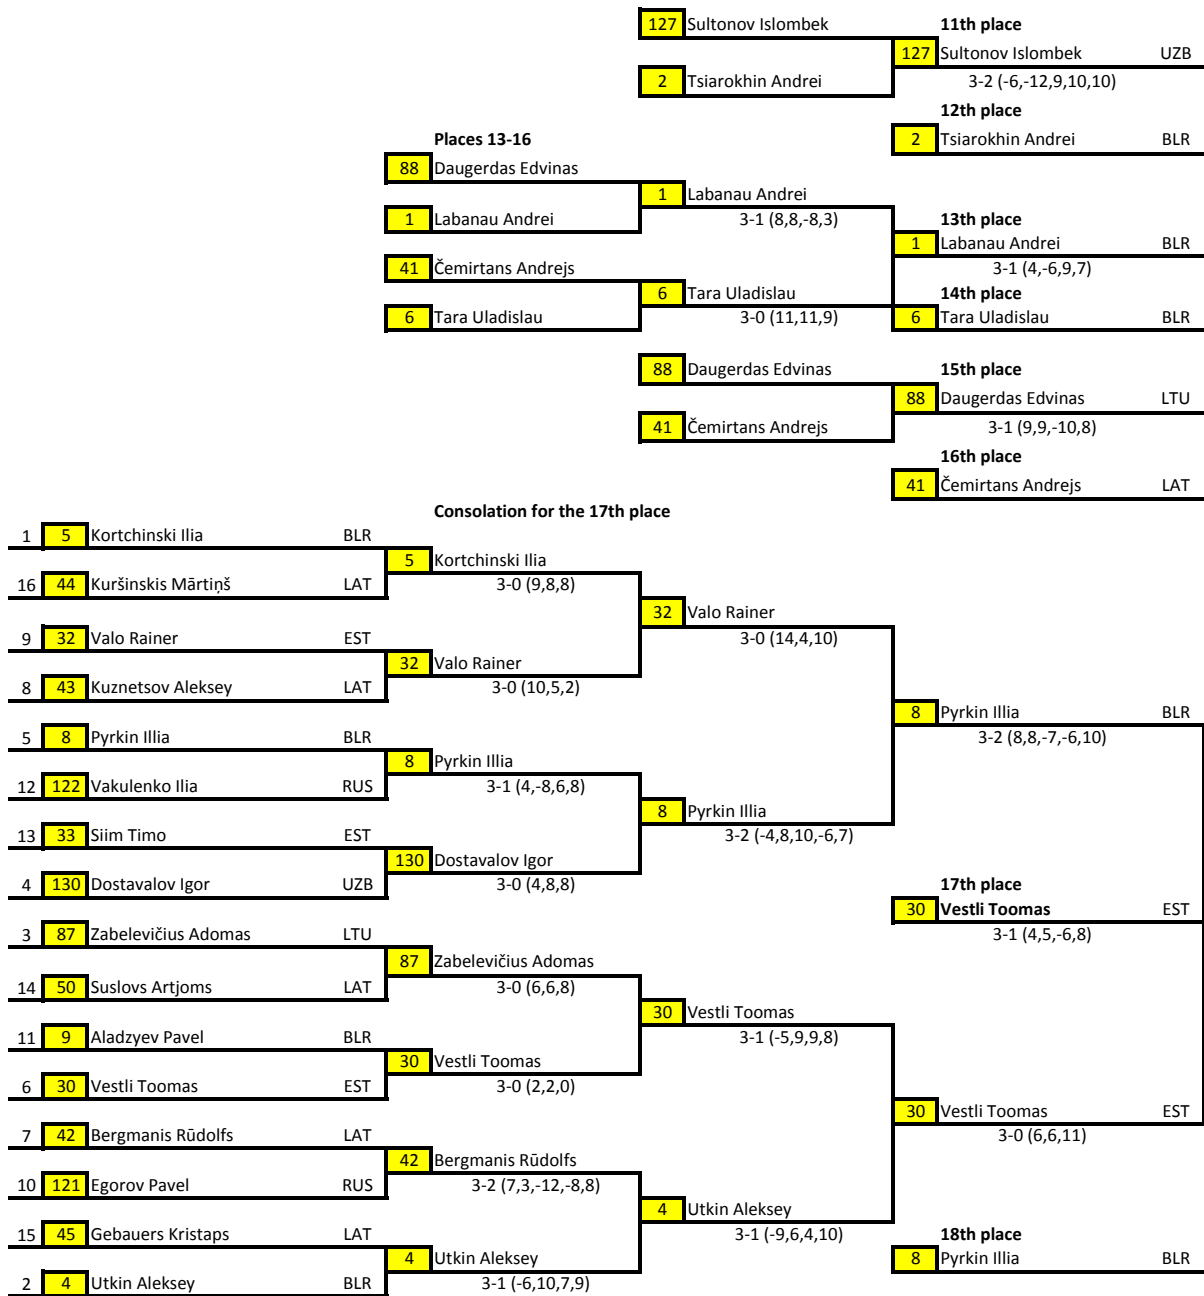 127 Sultonov Islombek 11th place
127 Sultonov Islombek UZB
2 Tsiarokhin Andrei 3-2 (-6,-12,9,10,10)
12th place
Places 13-16 2 Tsiarokhin Andrei BLR
88 Daugerdas Edvinas
1 Labanau Andrei
1 Labanau Andrei 3-1 (8,8,-8,3) 13th place
1 Labanau Andrei BLR
41 Čemirtans Andrejs 3-1 (4,-6,9,7)
6 Tara Uladislau 14th place
6 Tara Uladislau 3-0 (11,11,9) 6 Tara Uladislau BLR
88 Daugerdas Edvinas 15th place
88 Daugerdas Edvinas LTU
41 Čemirtans Andrejs 3-1 (9,9,-10,8)
16th place
41 Čemirtans Andrejs LAT
Consolation for the 17th place
1 5 Kortchinski Ilia BLR
5 Kortchinski Ilia
16 44 Kuršinskis Mārtiņš LAT 3-0 (9,8,8)
32 Valo Rainer
9 32 Valo Rainer EST 3-0 (14,4,10)
32 Valo Rainer
8 43 Kuznetsov Aleksey LAT 3-0 (10,5,2)
8 Pyrkin Illia BLR
5 8 Pyrkin Illia BLR 3-2 (8,8,-7,-6,10)
8 Pyrkin Illia
12 122 Vakulenko Ilia RUS 3-1 (4,-8,6,8)
8 Pyrkin Illia
13 33 Siim Timo EST 3-2 (-4,8,10,-6,7)
130 Dostavalov Igor
4 130 Dostavalov Igor UZB 3-0 (4,8,8) 17th place
30 Vestli Toomas EST
3 87 Zabelevičius Adomas LTU 3-1 (4,5,-6,8)
87 Zabelevičius Adomas
14 50 Suslovs Artjoms LAT 3-0 (6,6,8)
30 Vestli Toomas
11 9 Aladzyev Pavel BLR 3-1 (-5,9,9,8)
30 Vestli Toomas
6 30 Vestli Toomas EST 3-0 (2,2,0)
30 Vestli Toomas EST
7 42 Bergmanis Rūdolfs LAT 3-0 (6,6,11)
42 Bergmanis Rūdolfs
10 121 Egorov Pavel RUS 3-2 (7,3,-12,-8,8)
4 Utkin Aleksey
15 45 Gebauers Kristaps LAT 3-1 (-9,6,4,10) 18th place
4 Utkin Aleksey 8 Pyrkin Illia BLR
2 4 Utkin Aleksey BLR 3-1 (-6,10,7,9)